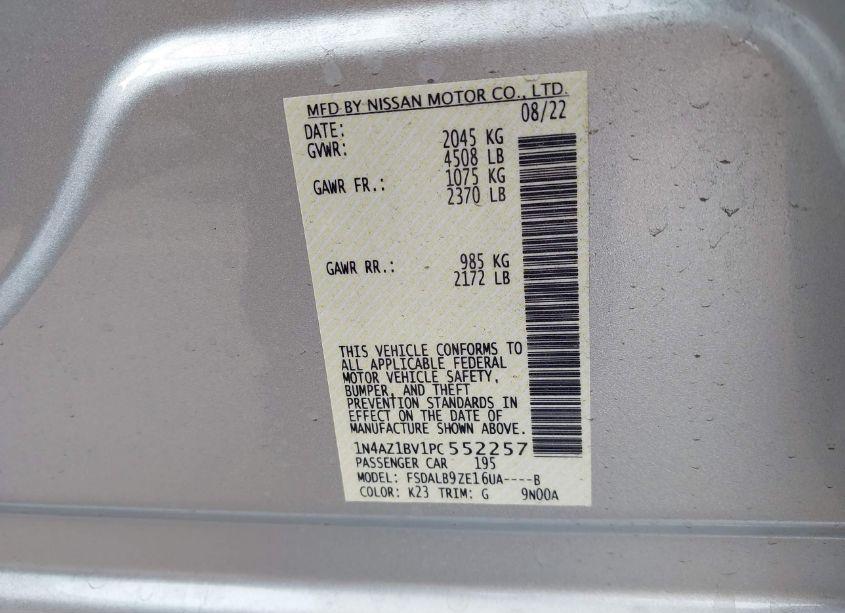 MFD BY NISSAN MOTOR CO., LTD.
DATE: 08/22
GVWR: 2045 KG
4508 LB
GAWR FR.: 1075 KG
2370 LB
GAWR RR.: 985 KG
2172 LB
THIS VEHICLE CONFORMS TO
ALL APPLICABLE FEDERAL
MOTOR VEHICLE SAFETY,
BUMPER, AND THEFT
PREVENTION STANDARDS IN
EFFECT ON THE DATE OF
MANUFACTURE SHOWN ABOVE.
1N4AZ1BV1PC552257
PASSENGER CAR 195
MODEL: FSDALB9ZE16UA----B
COLOR: K23 TRIM: G 9N00A